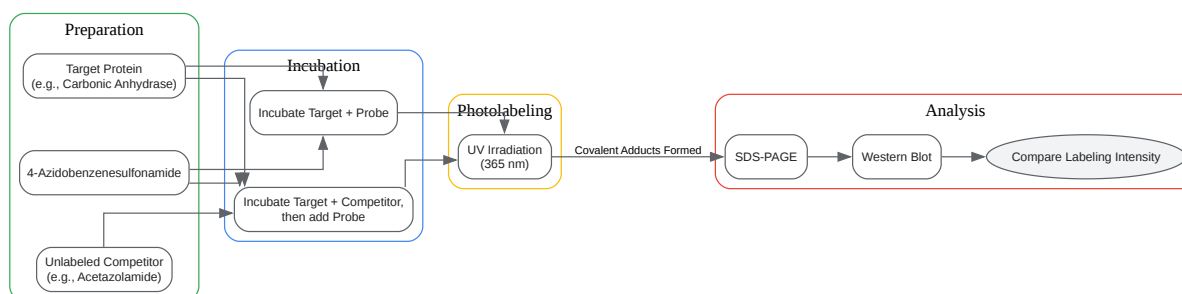 Preparation
Target Protein
(e.g., Carbonic Anhydrase)
4-Azidobenzenesulfonamide
Unlabeled Competitor
(e.g., Acetazolamide)
Incubation
Incubate Target + Probe
Incubate Target + Competitor,
then add Probe
Photolabeling
UV Irradiation
(365 nm)
Covalent Adducts Formed
Analysis
SDS-PAGE
Western Blot
Compare Labeling Intensity